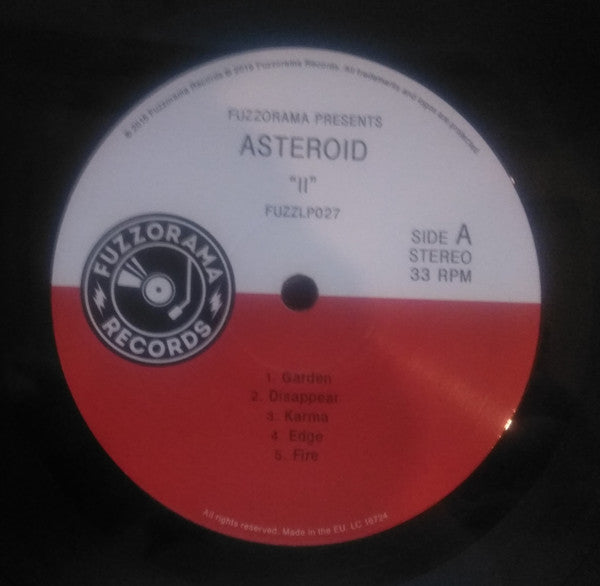 ℗ 2016 Fuzzorama Records © 2016 Fuzzorama Records. All trademarks and logos are protected.
FUZZORAMA PRESENTS
ASTEROID
"II"
FUZZLP027
SIDE A
STEREO
33 RPM
FUZZORAMA
RECORDS
1. Garden
2. Disappear
3. Karma
4. Edge
5. Fire
All rights reserved. Made in the EU. LC 16724